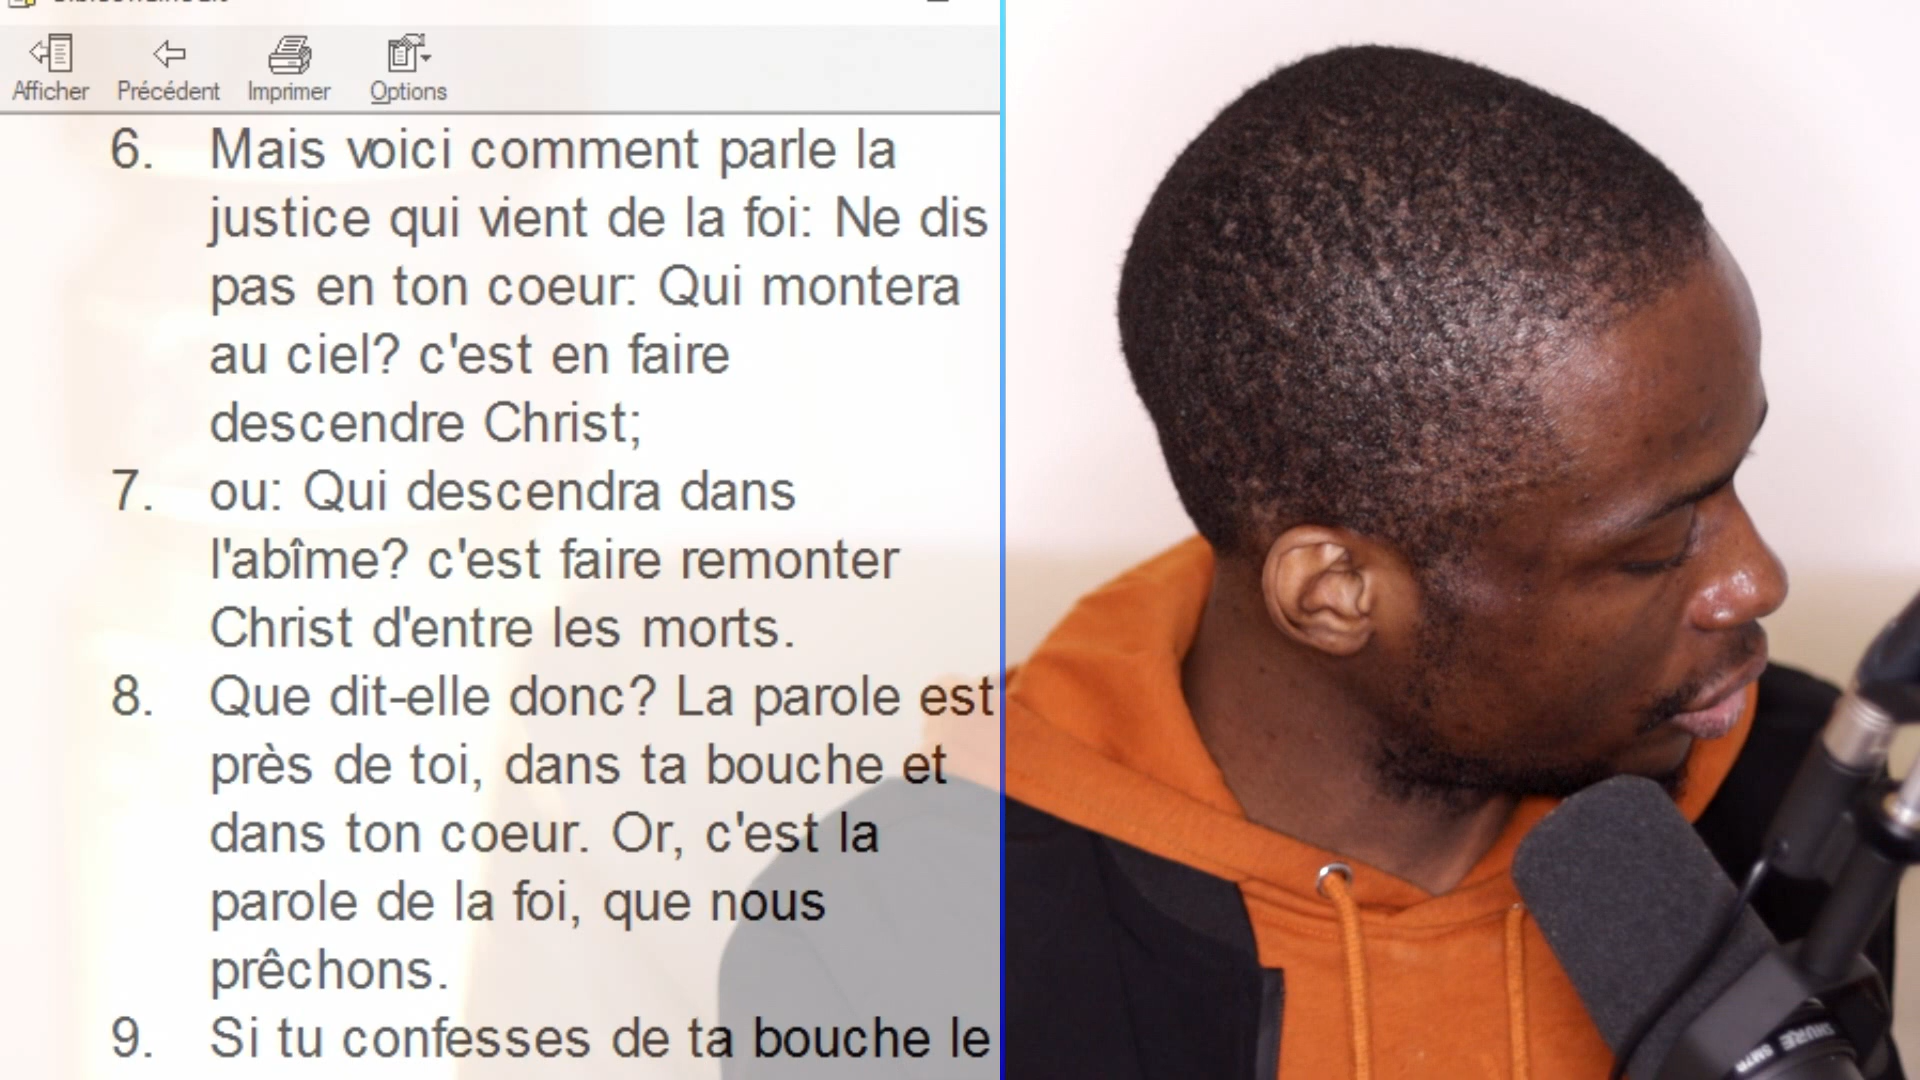 Afficher Précédent Imprimer Options
6. Mais voici comment parle la
justice qui vient de la foi: Ne dis
pas en ton coeur: Qui montera
au ciel? c'est en faire
descendre Christ;
7. ou: Qui descendra dans
l'abîme? c'est faire remonter
Christ d'entre les morts.
8. Que dit-elle donc? La parole est
près de toi, dans ta bouche et
dans ton coeur. Or, c'est la
parole de la foi, que nous
prêchons.
9. Si tu confesses de ta bouche le
SHURE
SM7B